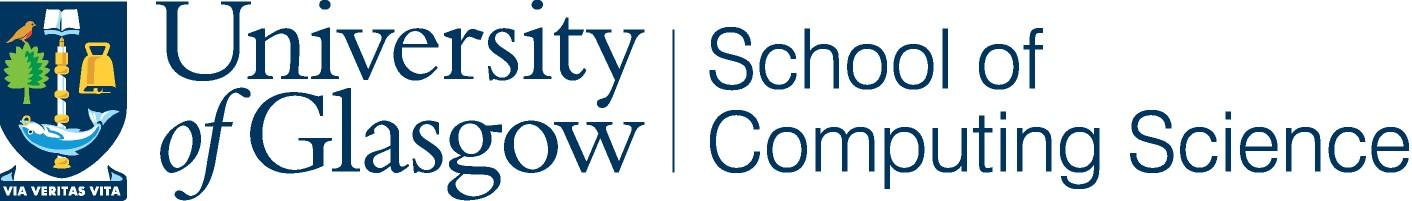 University
of Glasgow
School of
Computing Science
VIA VERITAS VITA